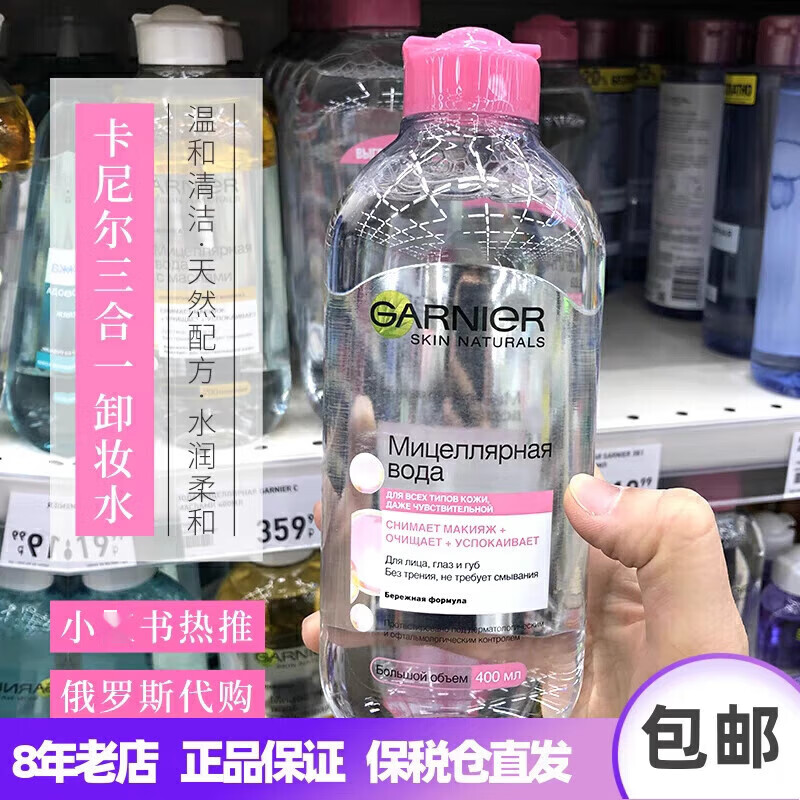 卡尼尔三合一卸妆水
温和清洁·天然配方·水润柔和
GARNIER
SKIN NATURALS
Мицеллярная
вода
ДЛЯ ВСЕХ ТИПОВ КОЖИ,
ДАЖЕ ЧУВСТВИТЕЛЬНОЙ
СНИМАЕТ МАКИЯЖ +
ОЧИЩАЕТ + УСПОКАИВАЕТ
Для лица, глаз и губ
Без трения, не требует смывания
Бережная формула
и офтальмологическим контролем
Большой объем 400 мл
GARNIER
359
小 书热推
俄罗斯代购
包邮
8年老店 正品保证 保税仓直发